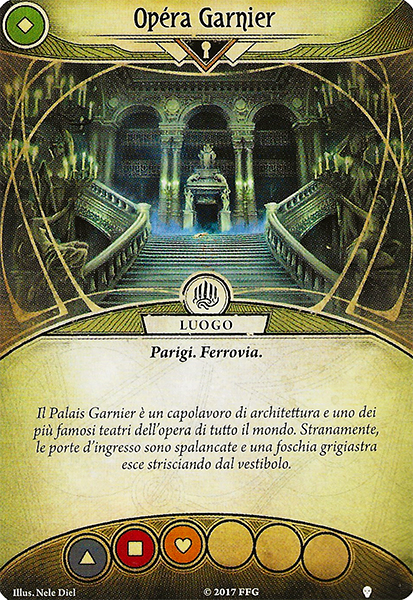 Opéra Garnier
LUOGO
Parigi. Ferrovia.
Il Palais Garnier è un capolavoro di architettura e uno dei
più famosi teatri dell'opera di tutto il mondo. Stranamente,
le porte d'ingresso sono spalancate e una foschia grigiastra
esce strisciando dal vestibolo.
Illus. Nele Diel
© 2017 FFG